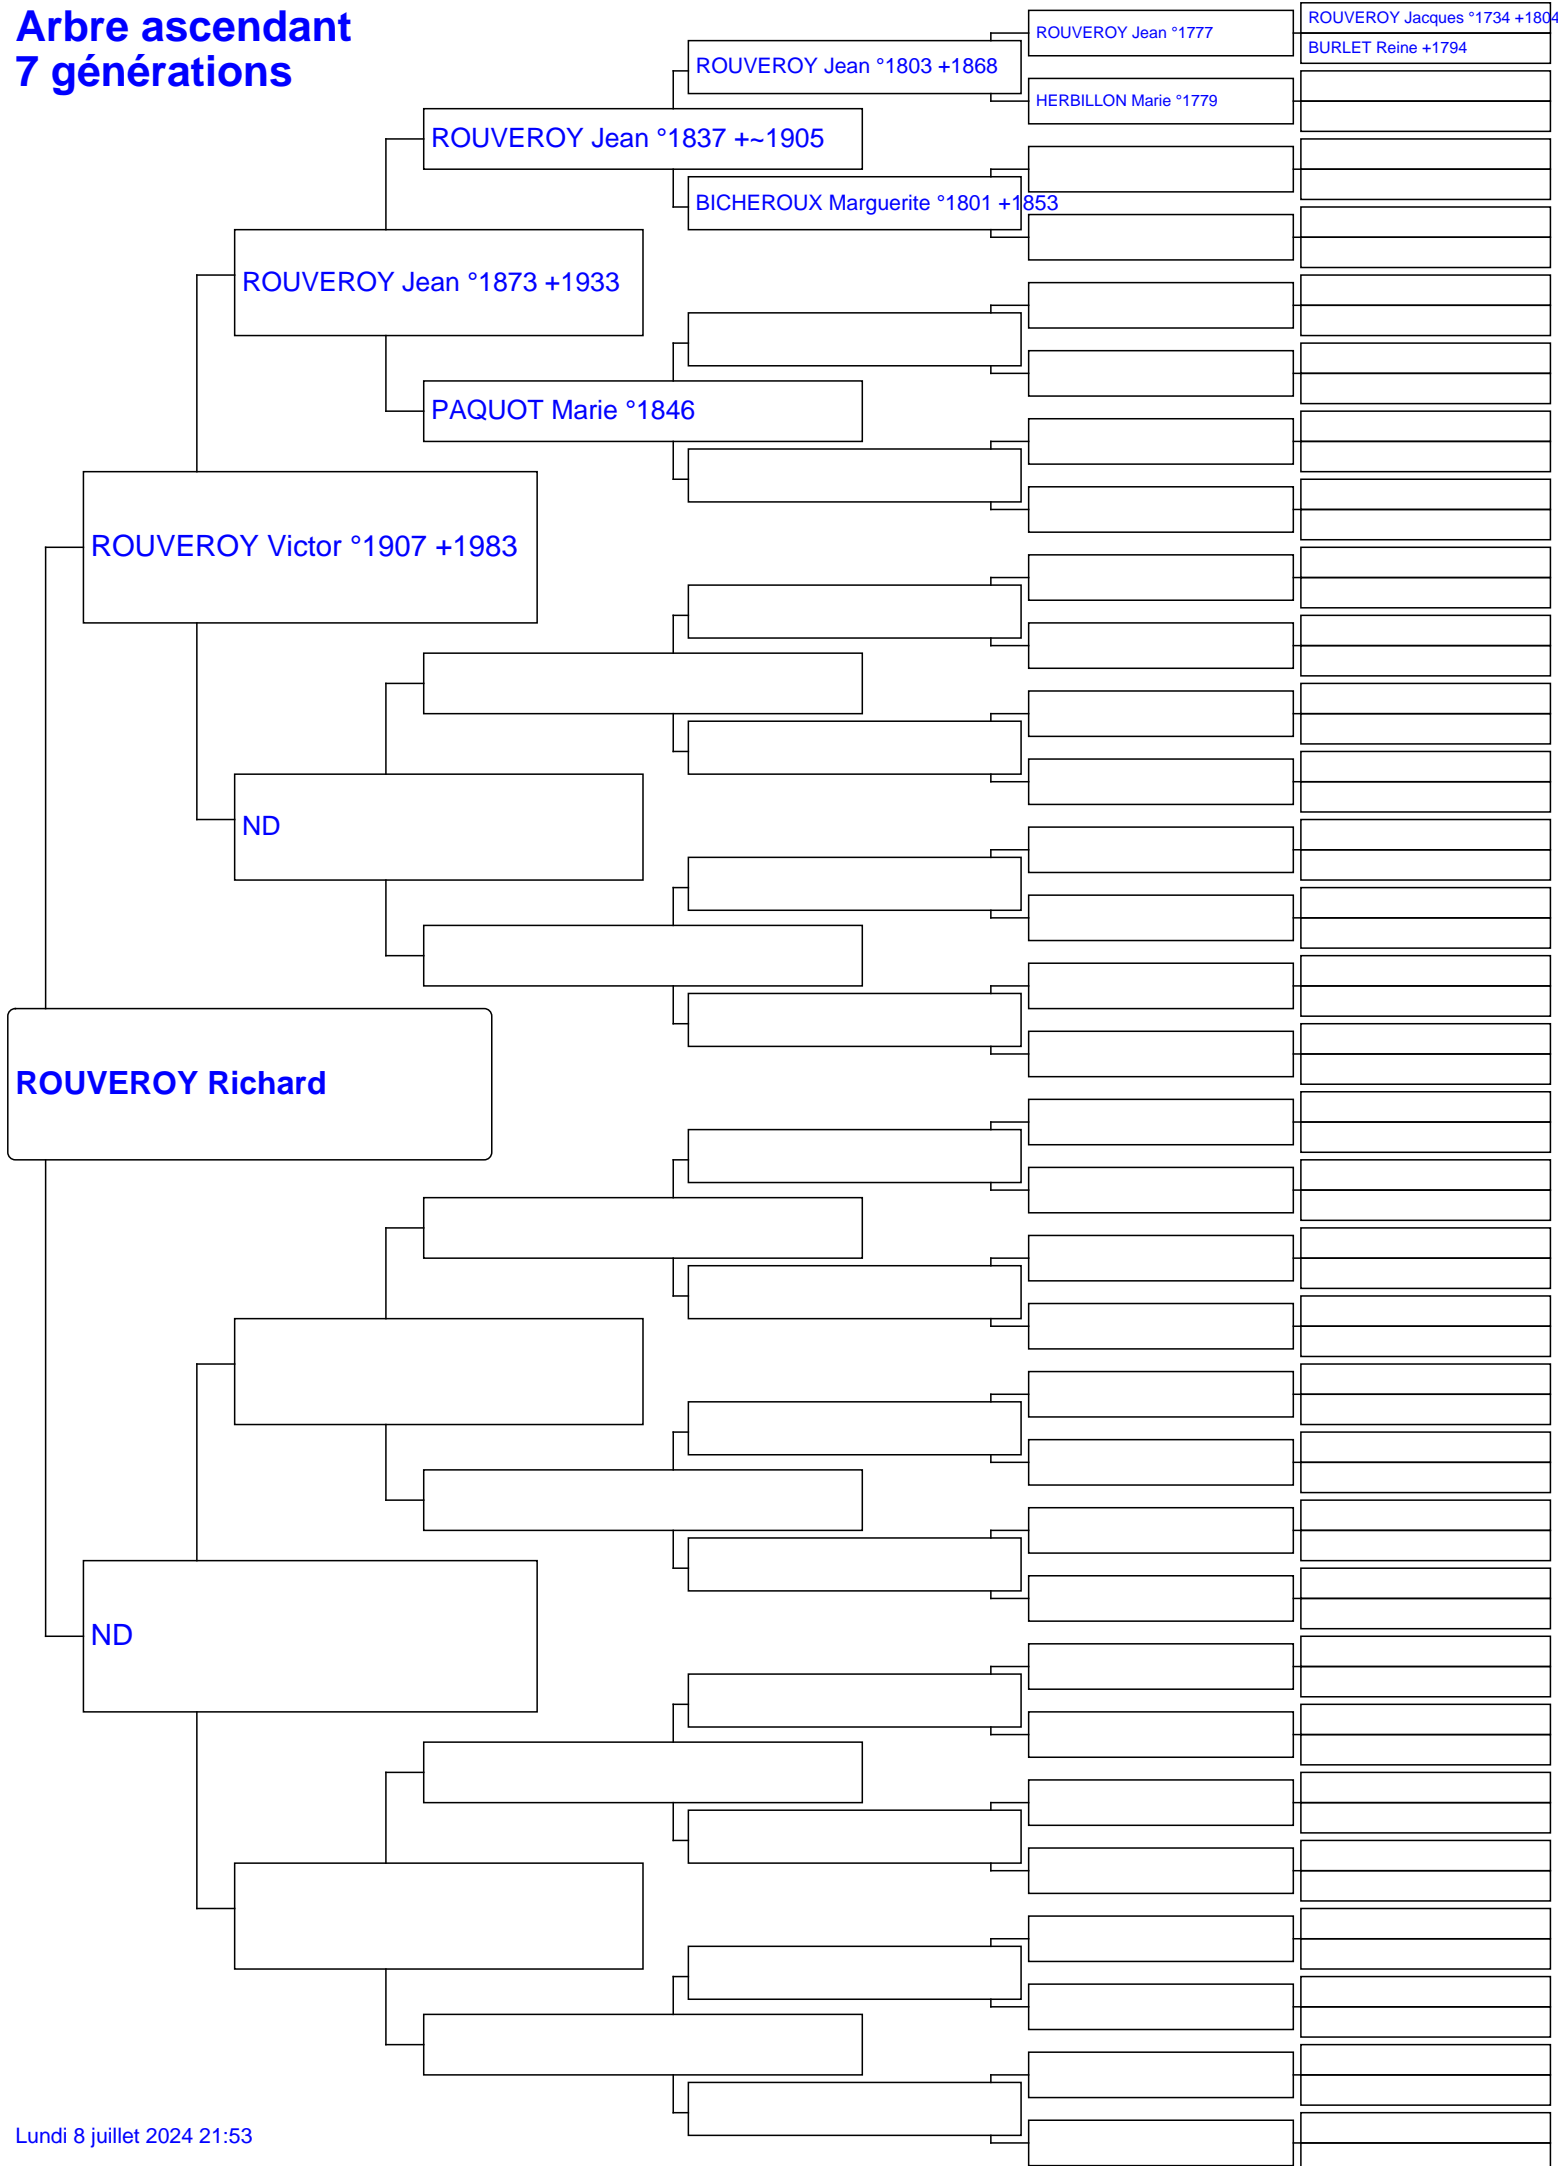 Arbre ascendant
7 générations
ROUVEROY Jacques °1734 +1804
ROUVEROY Jean °1777
BURLET Reine +1794
ROUVEROY Jean °1803 +1868
HERBILLON Marie °1779
ROUVEROY Jean °1837 +~1905
BICHEROUX Marguerite °1801 +1853
ROUVEROY Jean °1873 +1933
PAQUOT Marie °1846
ROUVEROY Victor °1907 +1983
ND
ROUVEROY Richard
ND
Lundi 8 juillet 2024 21:53